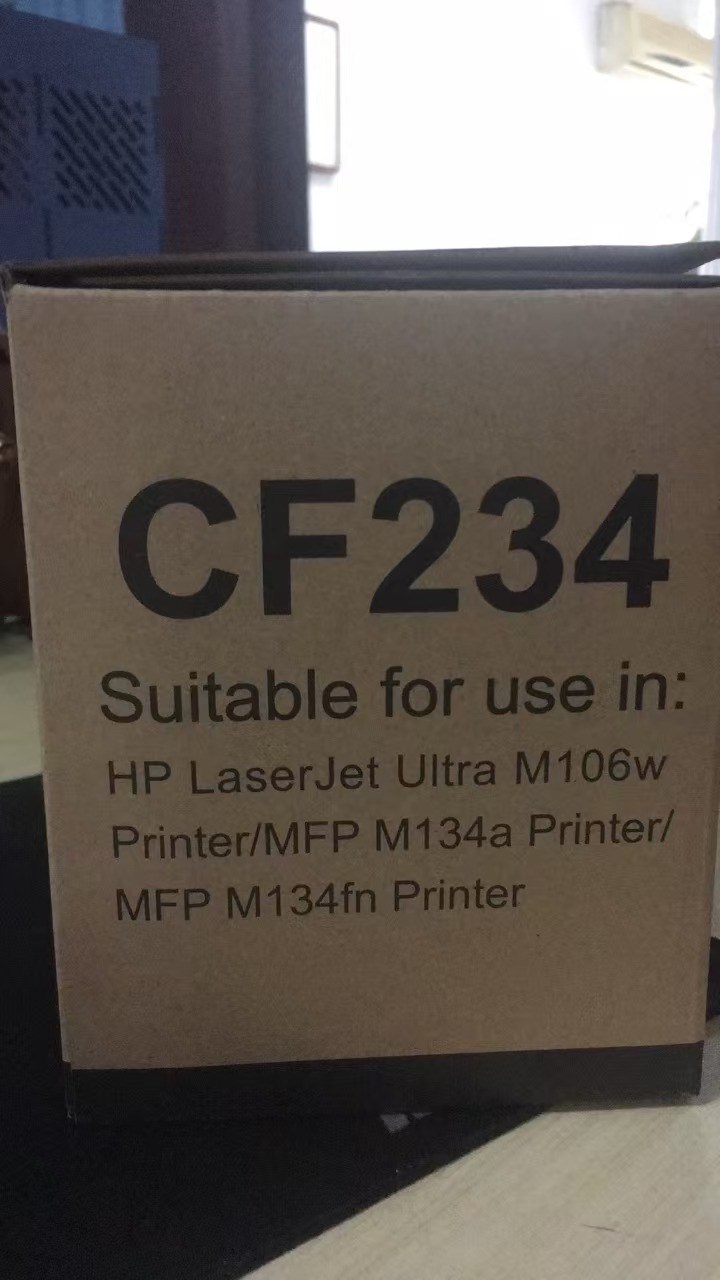 CF234
Suitable for use in:
HP LaserJet Ultra M106w
Printer/MFP M134a Printer/
MFP M134fn Printer